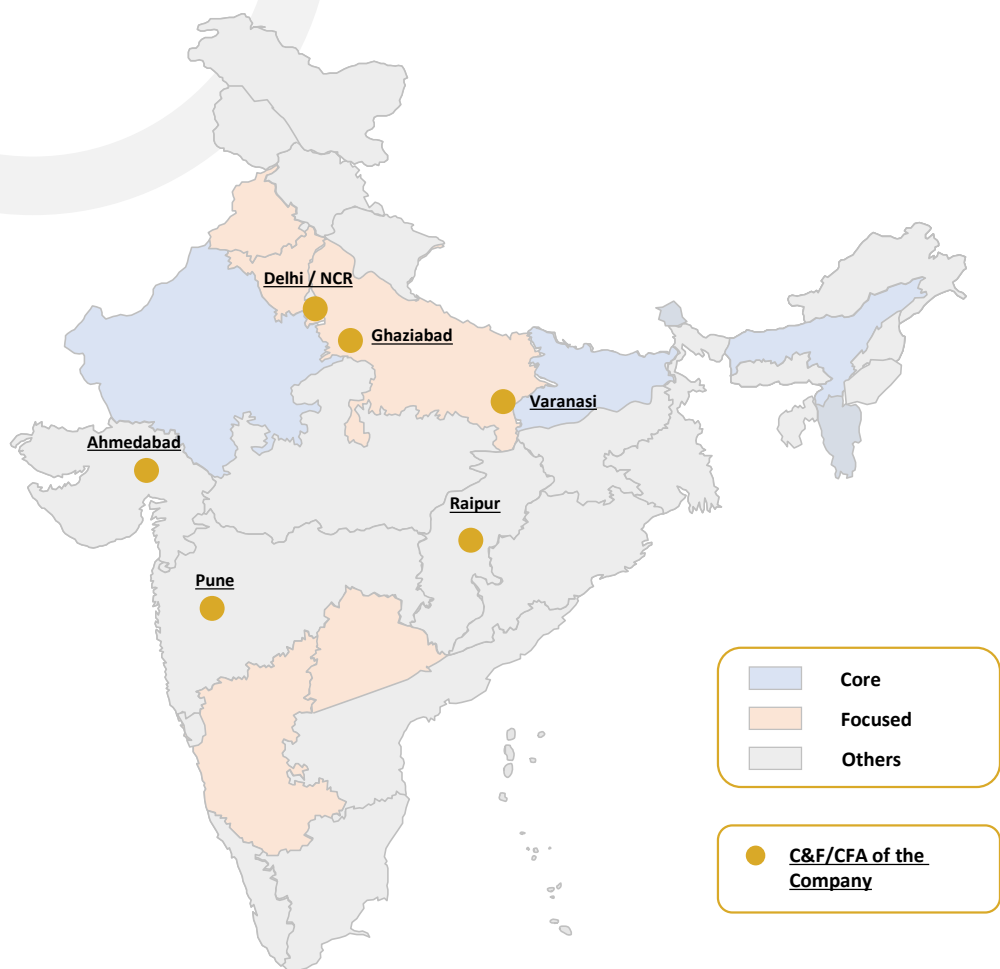 Delhi / NCR
Ghaziabad
Varanasi
Ahmedabad
Raipur
Pune
Core
Focused
Others
C&F/CFA of the
Company